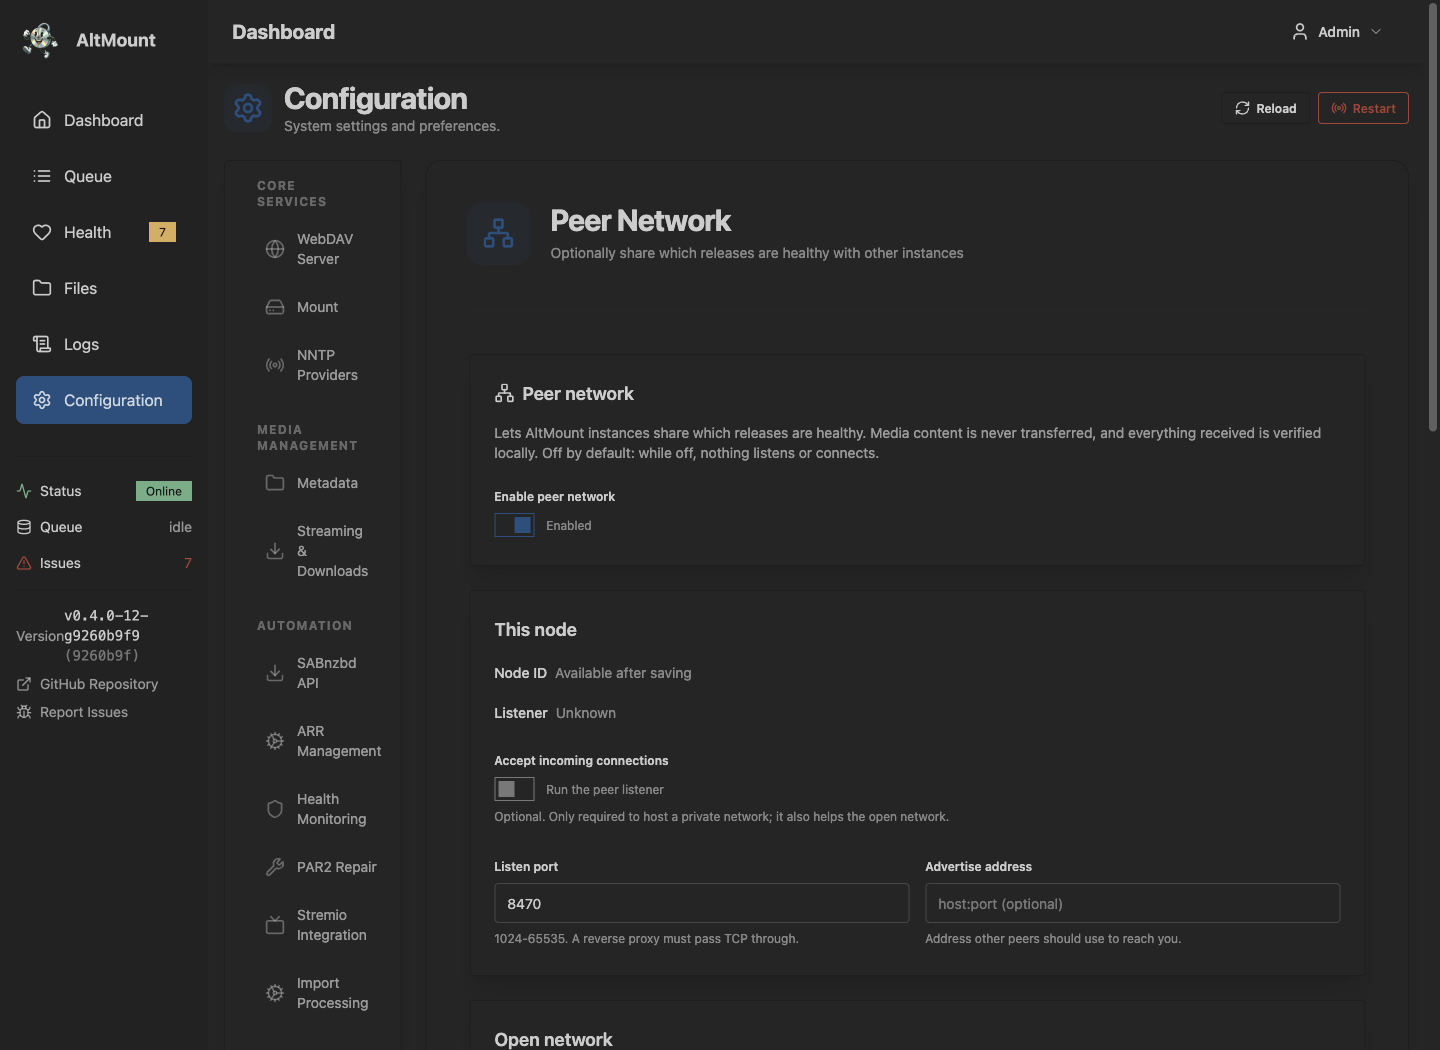 AltMount
Dashboard
Queue
Health 7
Files
Logs
Configuration
Status Online
Queue idle
Issues 7
Version v0.4.0-12-
g9260b9f9
(9260b9f)
GitHub Repository
Report Issues
Dashboard
Admin
Configuration
System settings and preferences.
Reload
Restart
CORE
SERVICES
WebDAV
Server
Mount
NNTP
Providers
MEDIA
MANAGEMENT
Metadata
Streaming
&
Downloads
AUTOMATION
SABnzbd
API
ARR
Management
Health
Monitoring
PAR2 Repair
Stremio
Integration
Import
Processing
Peer Network
Optionally share which releases are healthy with other instances
Peer network
Lets AltMount instances share which releases are healthy. Media content is never transferred, and everything received is verified
locally. Off by default: while off, nothing listens or connects.
Enable peer network
Enabled
This node
Node ID Available after saving
Listener Unknown
Accept incoming connections
Run the peer listener
Optional. Only required to host a private network; it also helps the open network.
Listen port
8470
1024-65535. A reverse proxy must pass TCP through.
Advertise address
host:port (optional)
Address other peers should use to reach you.
Open network